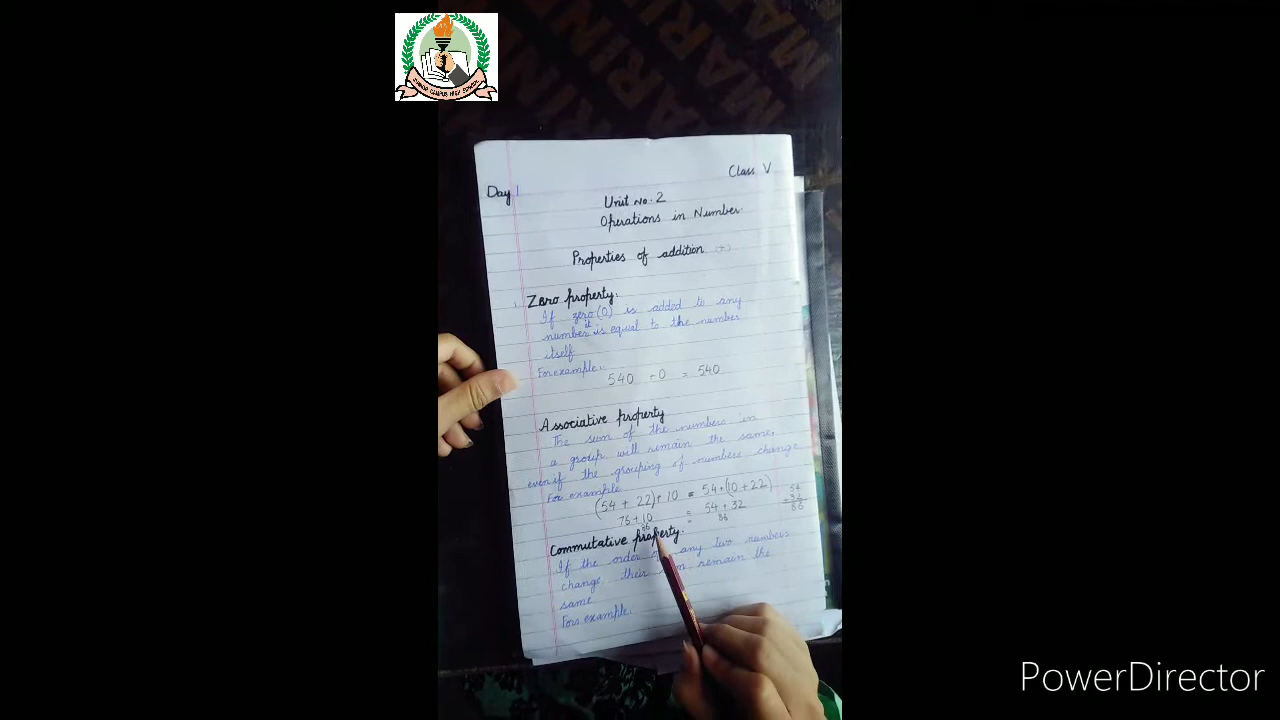 Class V
Day 1
Unit No. 2
Operations in Number
Properties of addition (+)
Zero property.
If zero (0) is added to any
number it is equal to the number
itself
For example:
540 - 0 = 540
Associative property
The sum of the numbers in
a group will remain the same,
even if the grouping of numbers change
For example
(54 + 22) + 10 = 54 + (10 + 22)
76 + 10 = 54 + 32
86 = 86
54
+ 32
86
Commutative property.
If the order any two numbers
change, their remain the
same
For example.
PowerDirector